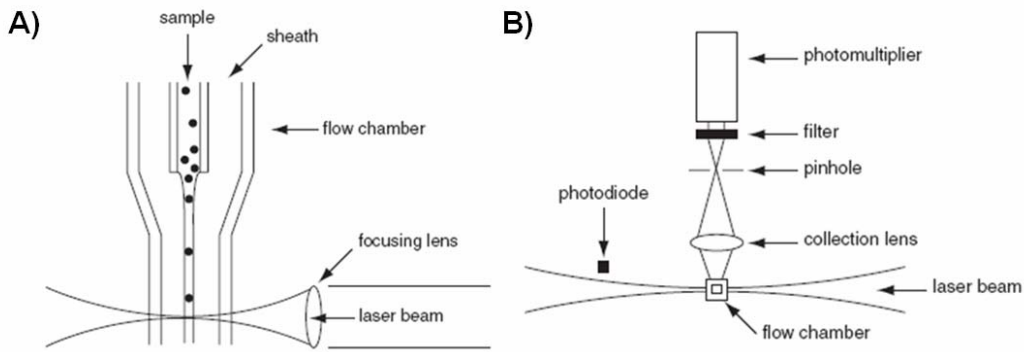 A)
sample
sheath
flow chamber
focusing lens
laser beam
B)
photomultiplier
filter
pinhole
photodiode
collection lens
laser beam
flow chamber